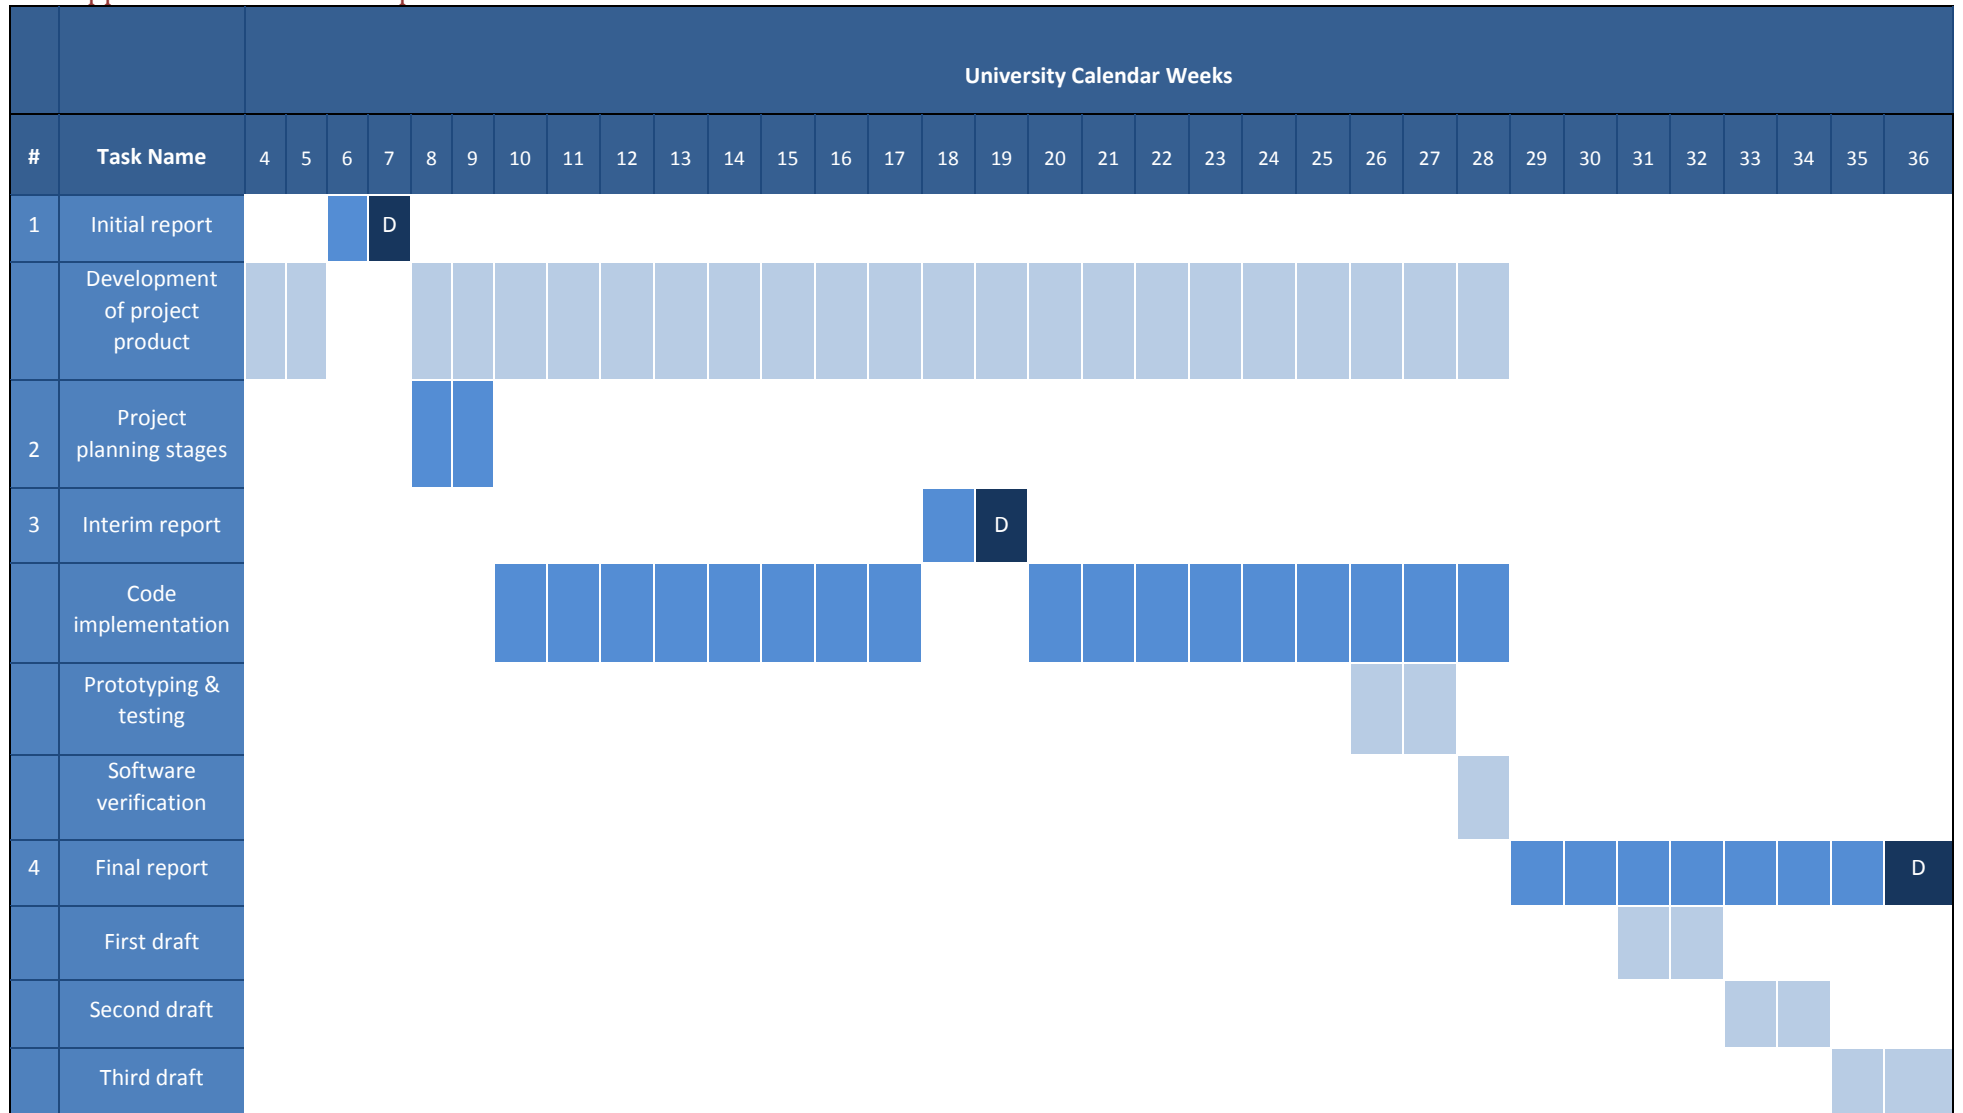 University Calendar Weeks
# Task Name 4 5 6 7 8 9 10 11 12 13 14 15 16 17 18 19 20 21 22 23 24 25 26 27 28 29 30 31 32 33 34 35 36
1 Initial report D
Development
of project
product
Project
2 planning stages
3 Interim report D
Code
implementation
Prototyping &
testing
Software
verification
4 Final report D
First draft
Second draft
Third draft